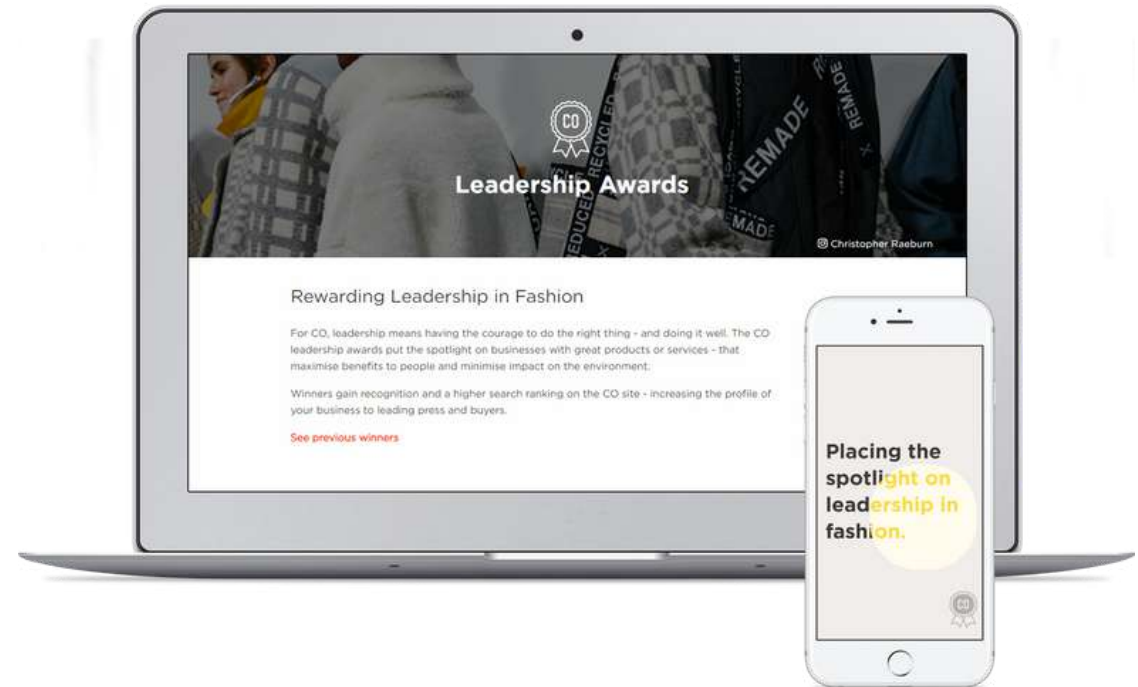 CO
Leadership Awards
RECYCLED
REDUCED
REMADE
REMADE
MADE
Christopher Raeburn
Rewarding Leadership in Fashion
For CO, leadership means having the courage to do the right thing - and doing it well. The CO
leadership awards put the spotlight on businesses with great products or services - that
maximise benefits to people and minimise impact on the environment.
Winners gain recognition and a higher search ranking on the CO site - increasing the profile of
your business to leading press and buyers.
See previous winners
Placing the
spotlight on
leadership in
fashion.
CO